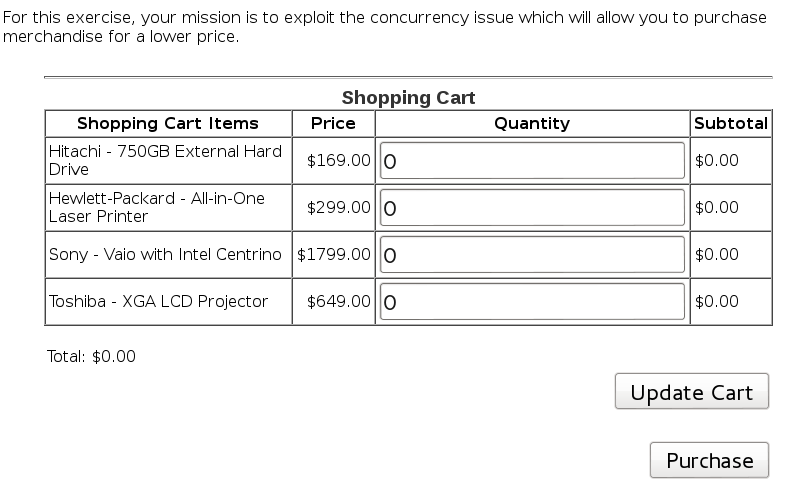 For this exercise, your mission is to exploit the concurrency issue which will allow you to purchase
merchandise for a lower price.
Shopping Cart
Shopping Cart Items Price Quantity Subtotal
Hitachi - 750GB External Hard
Drive $169.00 0 $0.00
Hewlett-Packard - All-in-One
Laser Printer $299.00 0 $0.00
Sony - Vaio with Intel Centrino $1799.00 0 $0.00
Toshiba - XGA LCD Projector $649.00 0 $0.00
Total: $0.00
Update Cart
Purchase